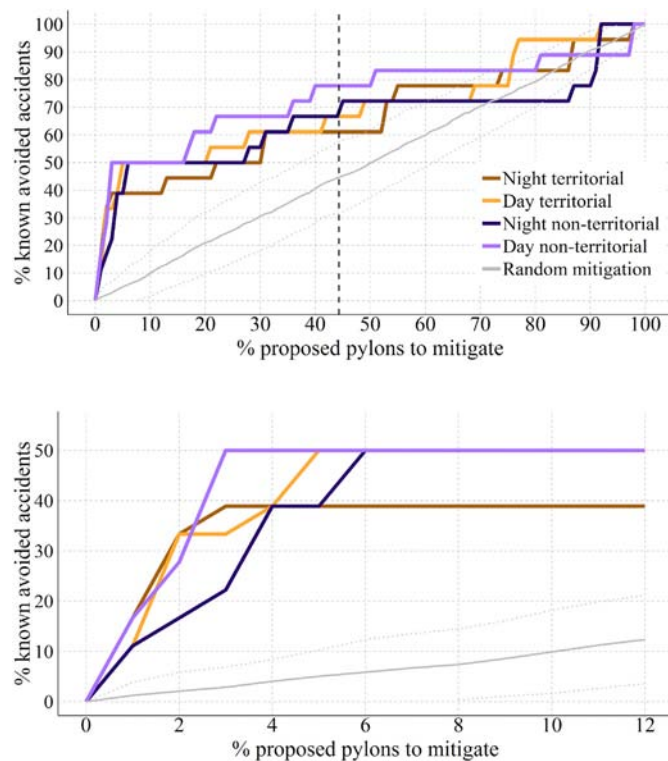 % known avoided accidents
100
90
80
70
60
50
40
30
20
10
0
Night territorial
Day territorial
Night non-territorial
Day non-territorial
Random mitigation
0 10 20 30 40 50 60 70 80 90 100
% proposed pylons to mitigate
% known avoided accidents
50
40
30
20
10
0
0 2 4 6 8 10 12
% proposed pylons to mitigate